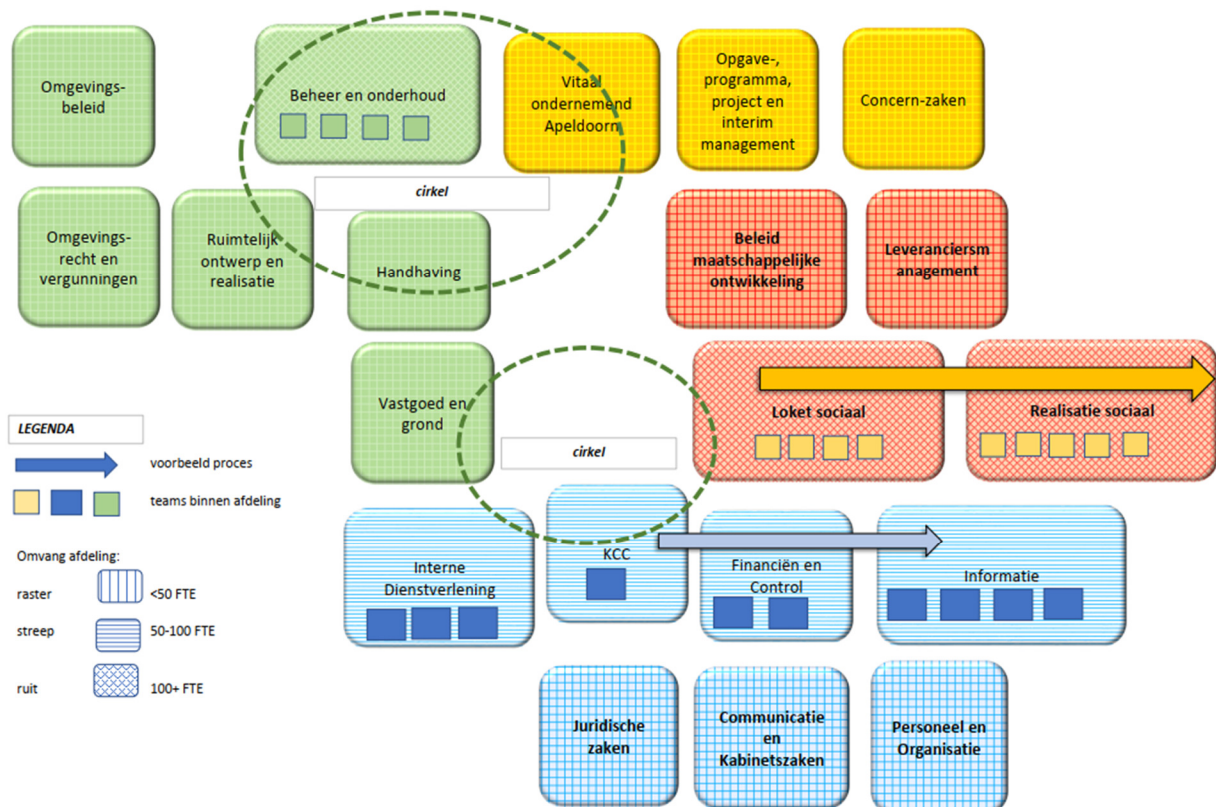 Omgevings-
beleid
Beheer en onderhoud
Vitaal
ondernemend
Apeldoorn
Opgave-,
programma,
project en
interim
management
Concern-zaken
cirkel
Omgevings-
recht en
vergunningen
Ruimtelijk
ontwerp en
realisatie
Handhaving
Beleid
maatschappelijke
ontwikkeling
Leveranciersm
anagement
Vastgoed en
grond
cirkel
Loket sociaal
Realisatie sociaal
LEGENDA
voorbeeld proces
teams binnen afdeling
Omvang afdeling:
raster
<50 FTE
streep
50-100 FTE
ruit
100+ FTE
Interne
Dienstverlening
KCC
Financiën en
Control
Informatie
Juridische
zaken
Communicatie
en
Kabinetszaken
Personeel en
Organisatie